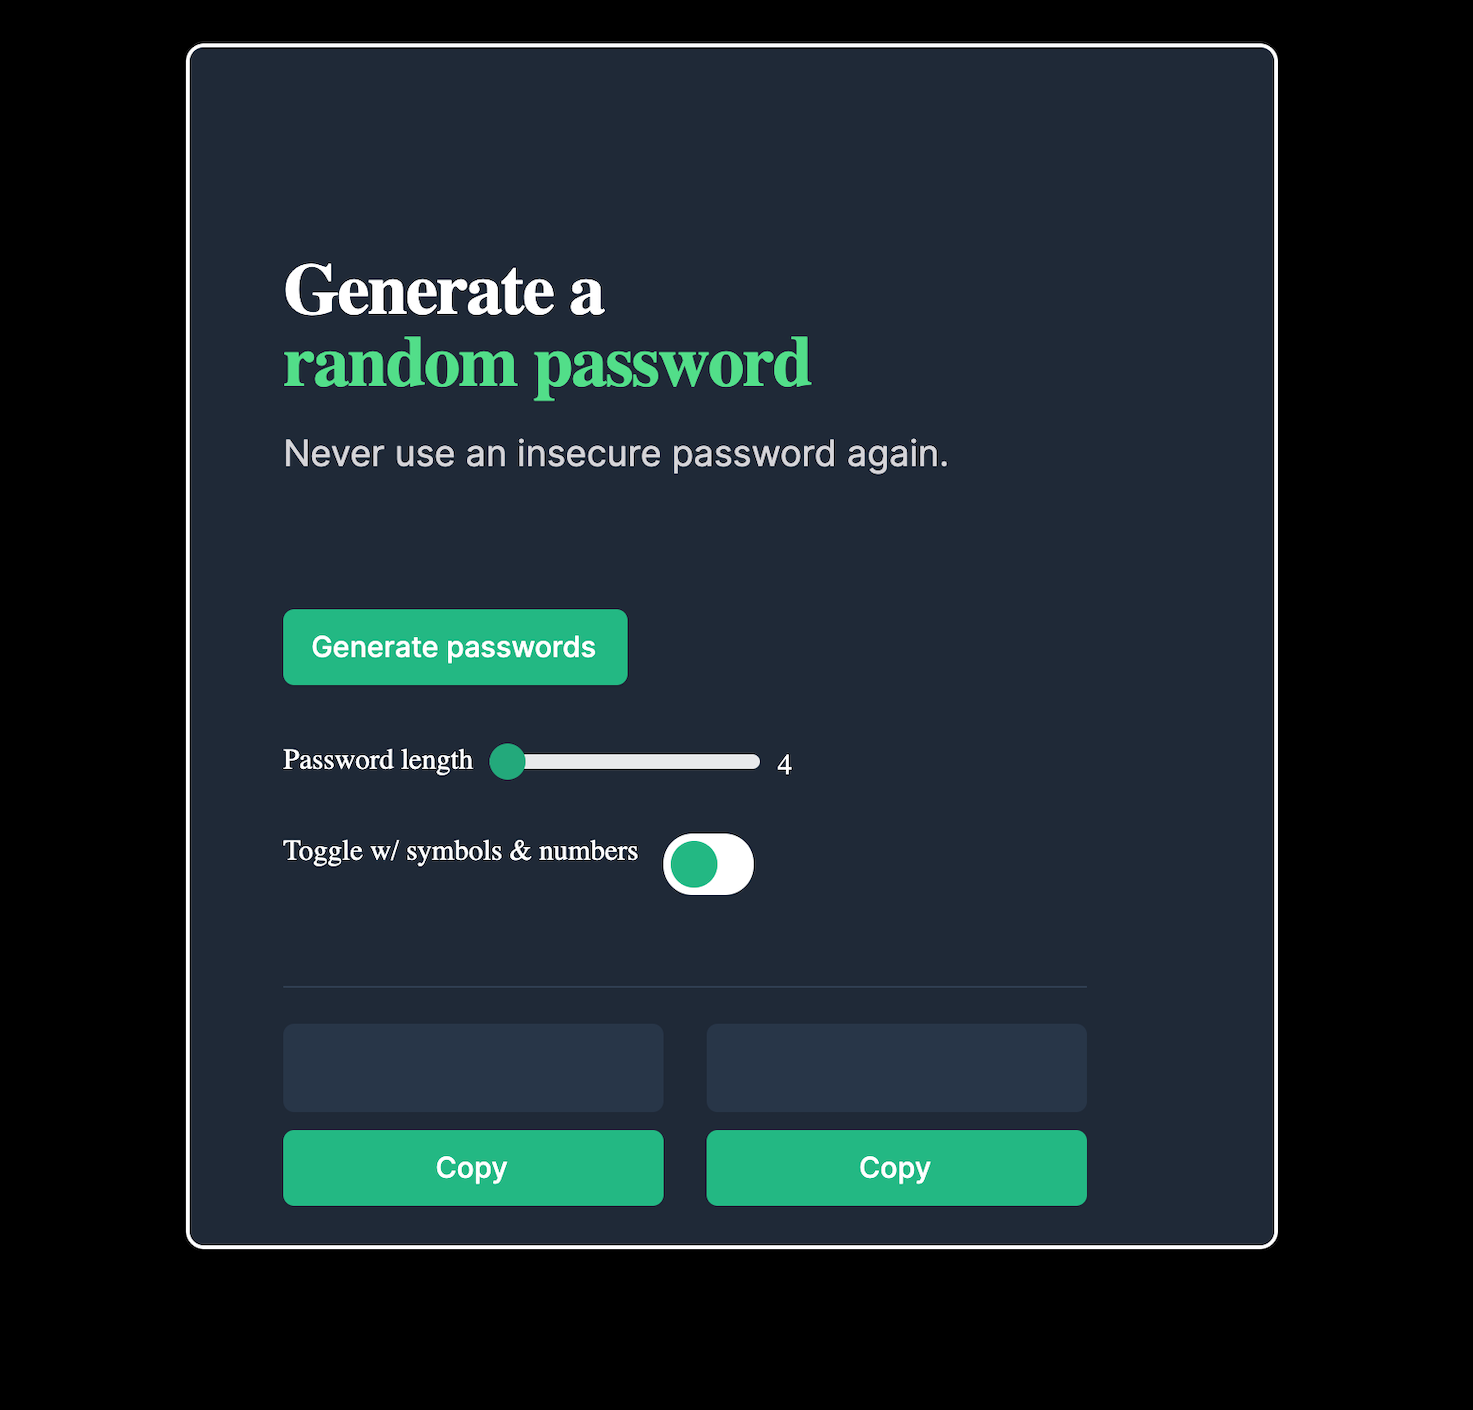 Generate a
random password
Never use an insecure password again.
Generate passwords
Password length 4
Toggle w/ symbols & numbers
Copy Copy